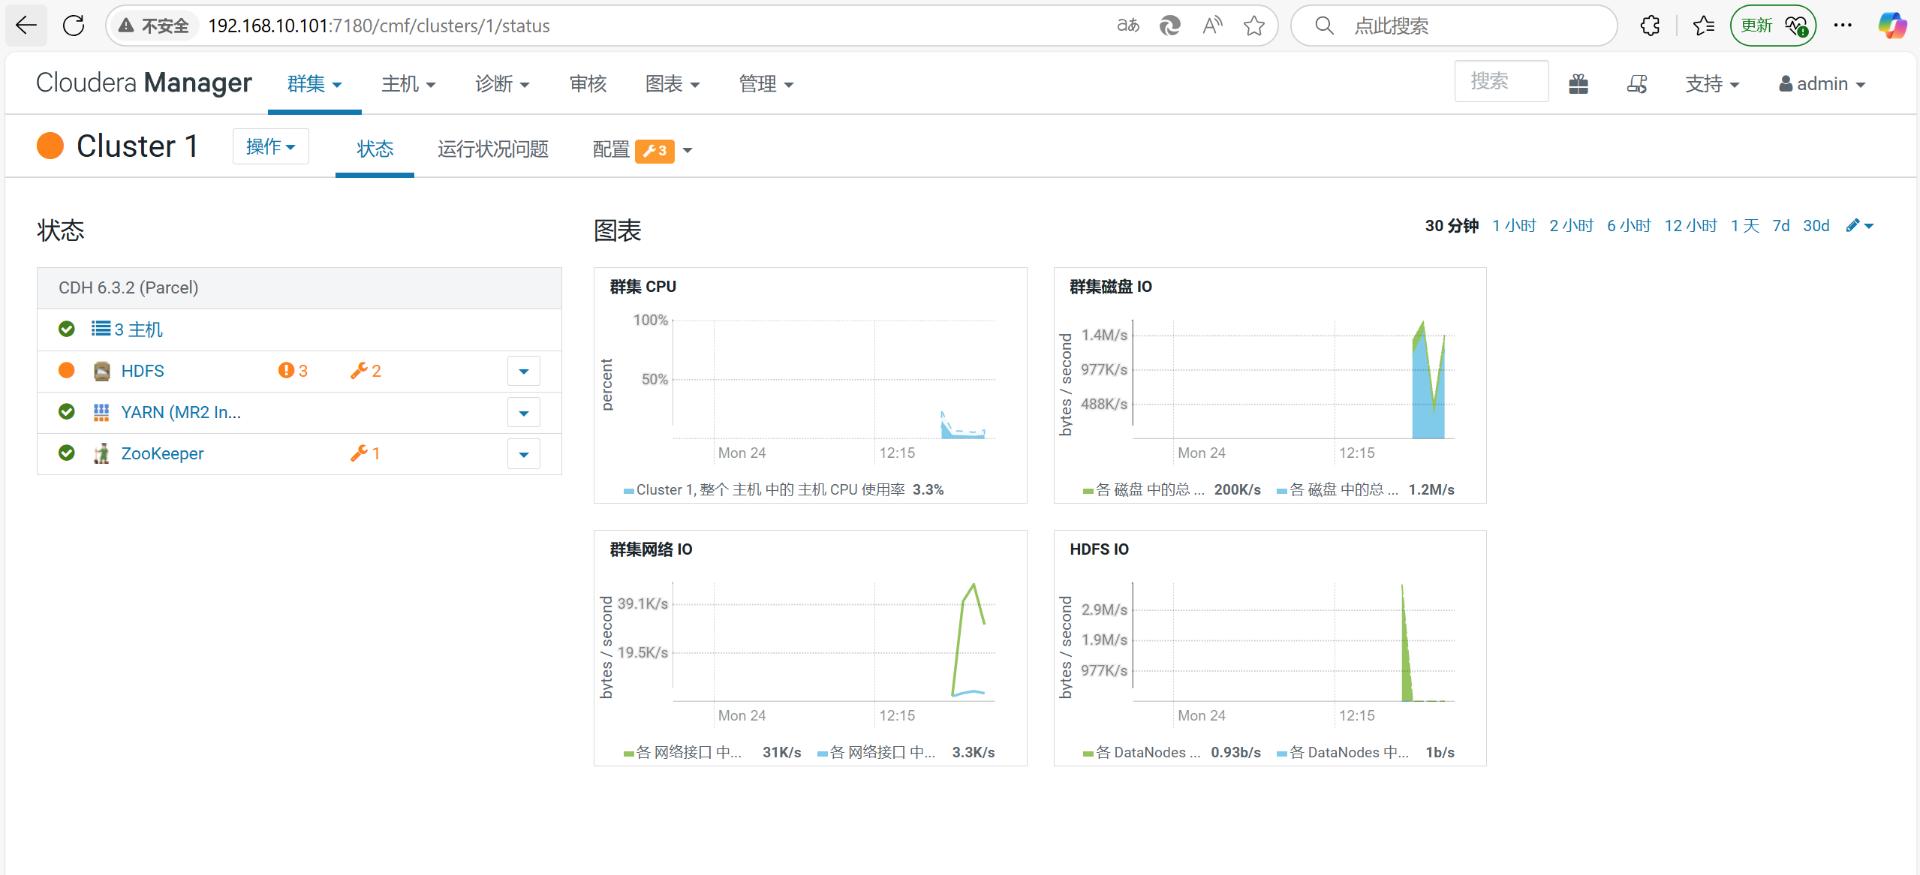 不安全 192.168.10.101:7180/cmf/clusters/1/status aあ A 点此搜索 更新
Cloudera Manager 群集 主机 诊断 审核 图表 管理 搜索 支持 admin
Cluster 1 操作 状态 运行状况问题 配置 3
状态
图表
30 分钟 1 小时 2 小时 6 小时 12 小时 1 天 7d 30d
CDH 6.3.2 (Parcel)
3 主机
HDFS 3 2
YARN (MR2 In...
ZooKeeper 1
群集 CPU
percent
100%
50%
Mon 24 12:15
Cluster 1, 整个 主机 中的 主机 CPU 使用率 3.3%
群集磁盘 IO
bytes / second
1.4M/s
977K/s
488K/s
Mon 24 12:15
各 磁盘 中的总 ... 200K/s 各 磁盘 中的总 ... 1.2M/s
群集网络 IO
bytes / second
39.1K/s
19.5K/s
Mon 24 12:15
各 网络接口 中... 31K/s 各 网络接口 中... 3.3K/s
HDFS IO
bytes / second
2.9M/s
1.9M/s
977K/s
Mon 24 12:15
各 DataNodes ... 0.93b/s 各 DataNodes 中... 1b/s